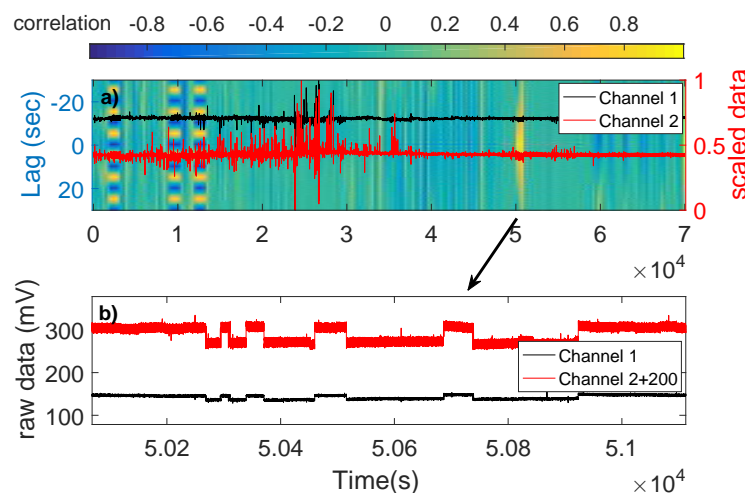 correlation -0.8 -0.6 -0.4 -0.2 0 0.2 0.4 0.6 0.8
a)
Lag (sec)
-20
0
20
Channel 1
Channel 2
1
0.5
0
scaled data
0 1 2 3 4 5 6 7
×10^4
b)
raw data (mV)
300
200
100
Channel 1
Channel 2+200
5.02 5.04 5.06 5.08 5.1
Time(s)
×10^4